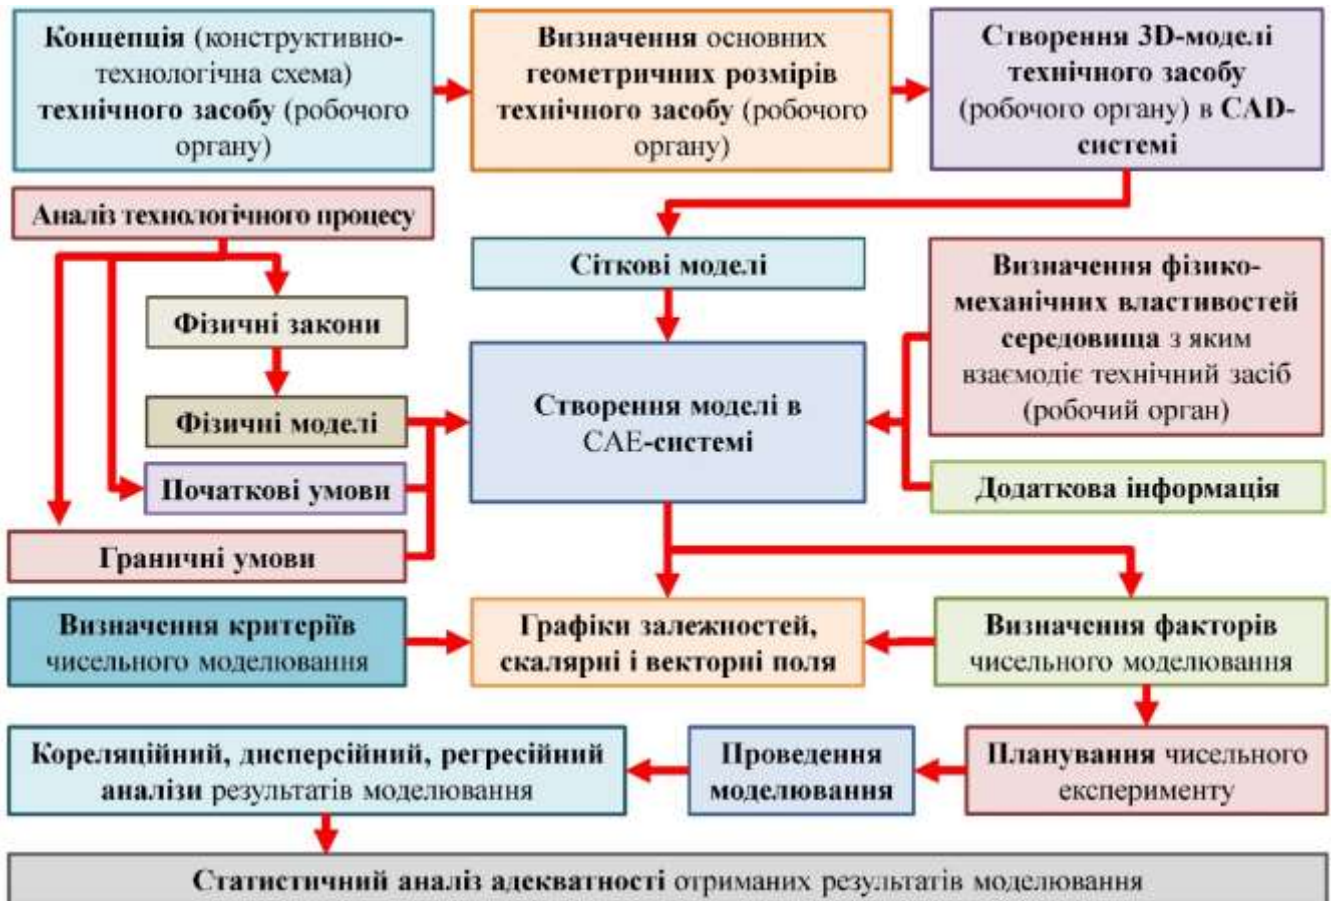 Концепція (конструктивно-
технологічна схема)
технічного засобу (робочого
органу)
Визначення основних
геометричних розмірів
технічного засобу (робочого
органу)
Створення 3D-моделі
технічного засобу
(робочого органу) в CAD-
системі
Аналіз технологічного процесу
Сіткові моделі
Визначення фізико-
механічних властивостей
середовища з яким
взаємодіє технічний засіб
(робочий орган)
Фізичні закони
Фізичні моделі
Створення моделі в
CAE-системі
Початкові умови
Додаткова інформація
Граничні умови
Визначення критеріїв
чисельного моделювання
Графіки залежностей,
скалярні і векторні поля
Визначення факторів
чисельного моделювання
Кореляційний, дисперсійний, регресійний
аналізи результатів моделювання
Проведення
моделювання
Планування чисельного
експерименту
Статистичний аналіз адекватності отриманих результатів моделювання